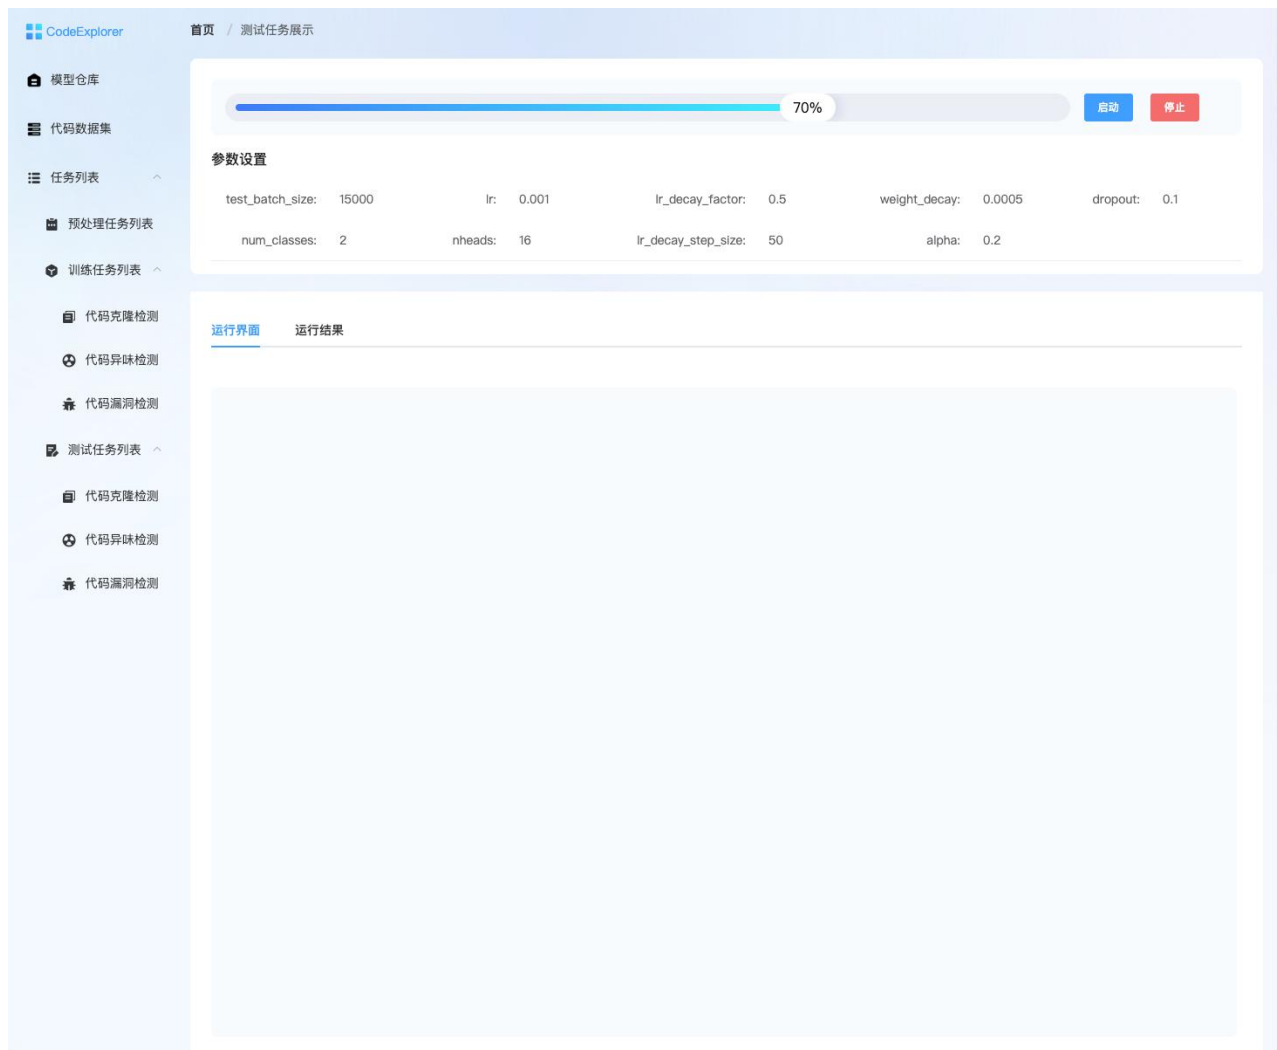 CodeExplorer
首页 / 测试任务展示
模型仓库
代码数据集
任务列表
预处理任务列表
训练任务列表
代码克隆检测
代码异味检测
代码漏洞检测
测试任务列表
代码克隆检测
代码异味检测
代码漏洞检测
70% 启动 停止
参数设置
test_batch_size: 15000 lr: 0.001 lr_decay_factor: 0.5 weight_decay: 0.0005 dropout: 0.1
num_classes: 2 nheads: 16 lr_decay_step_size: 50 alpha: 0.2
运行界面 运行结果